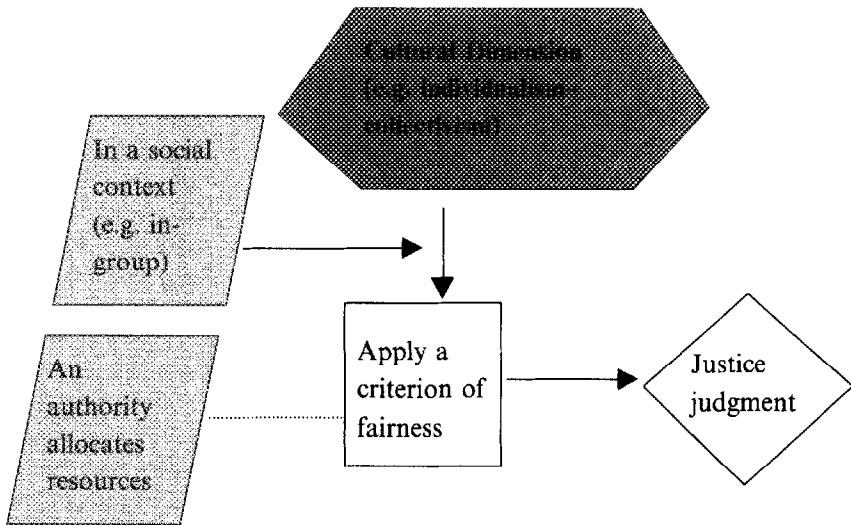 Cultural Dimension
(e.g. individualism -
collectivism)
In a social
context
(e.g. in-
group)
An
authority
allocates
resources
Apply a
criterion of
fairness
Justice
judgment